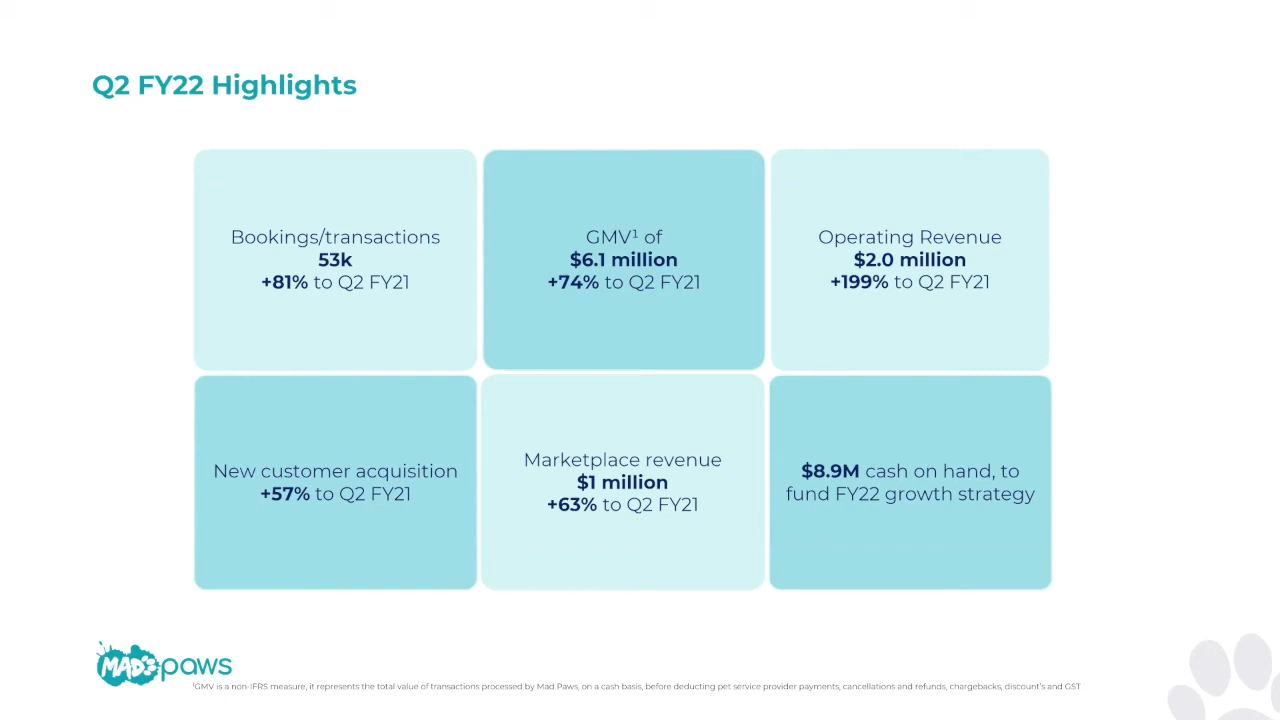 Q2 FY22 Highlights
Bookings/transactions
53k
+81% to Q2 FY21
GMV¹ of
$6.1 million
+74% to Q2 FY21
Operating Revenue
$2.0 million
+199% to Q2 FY21
New customer acquisition
+57% to Q2 FY21
Marketplace revenue
$1 million
+63% to Q2 FY21
$8.9M cash on hand, to
fund FY22 growth strategy
MAD paws
¹GMV is a non-IFRS measure, it represents the total value of transactions processed by Mad Paws, on a cash basis, before deducting pet service provider payments, cancellations and refunds, chargebacks, discount's and GST